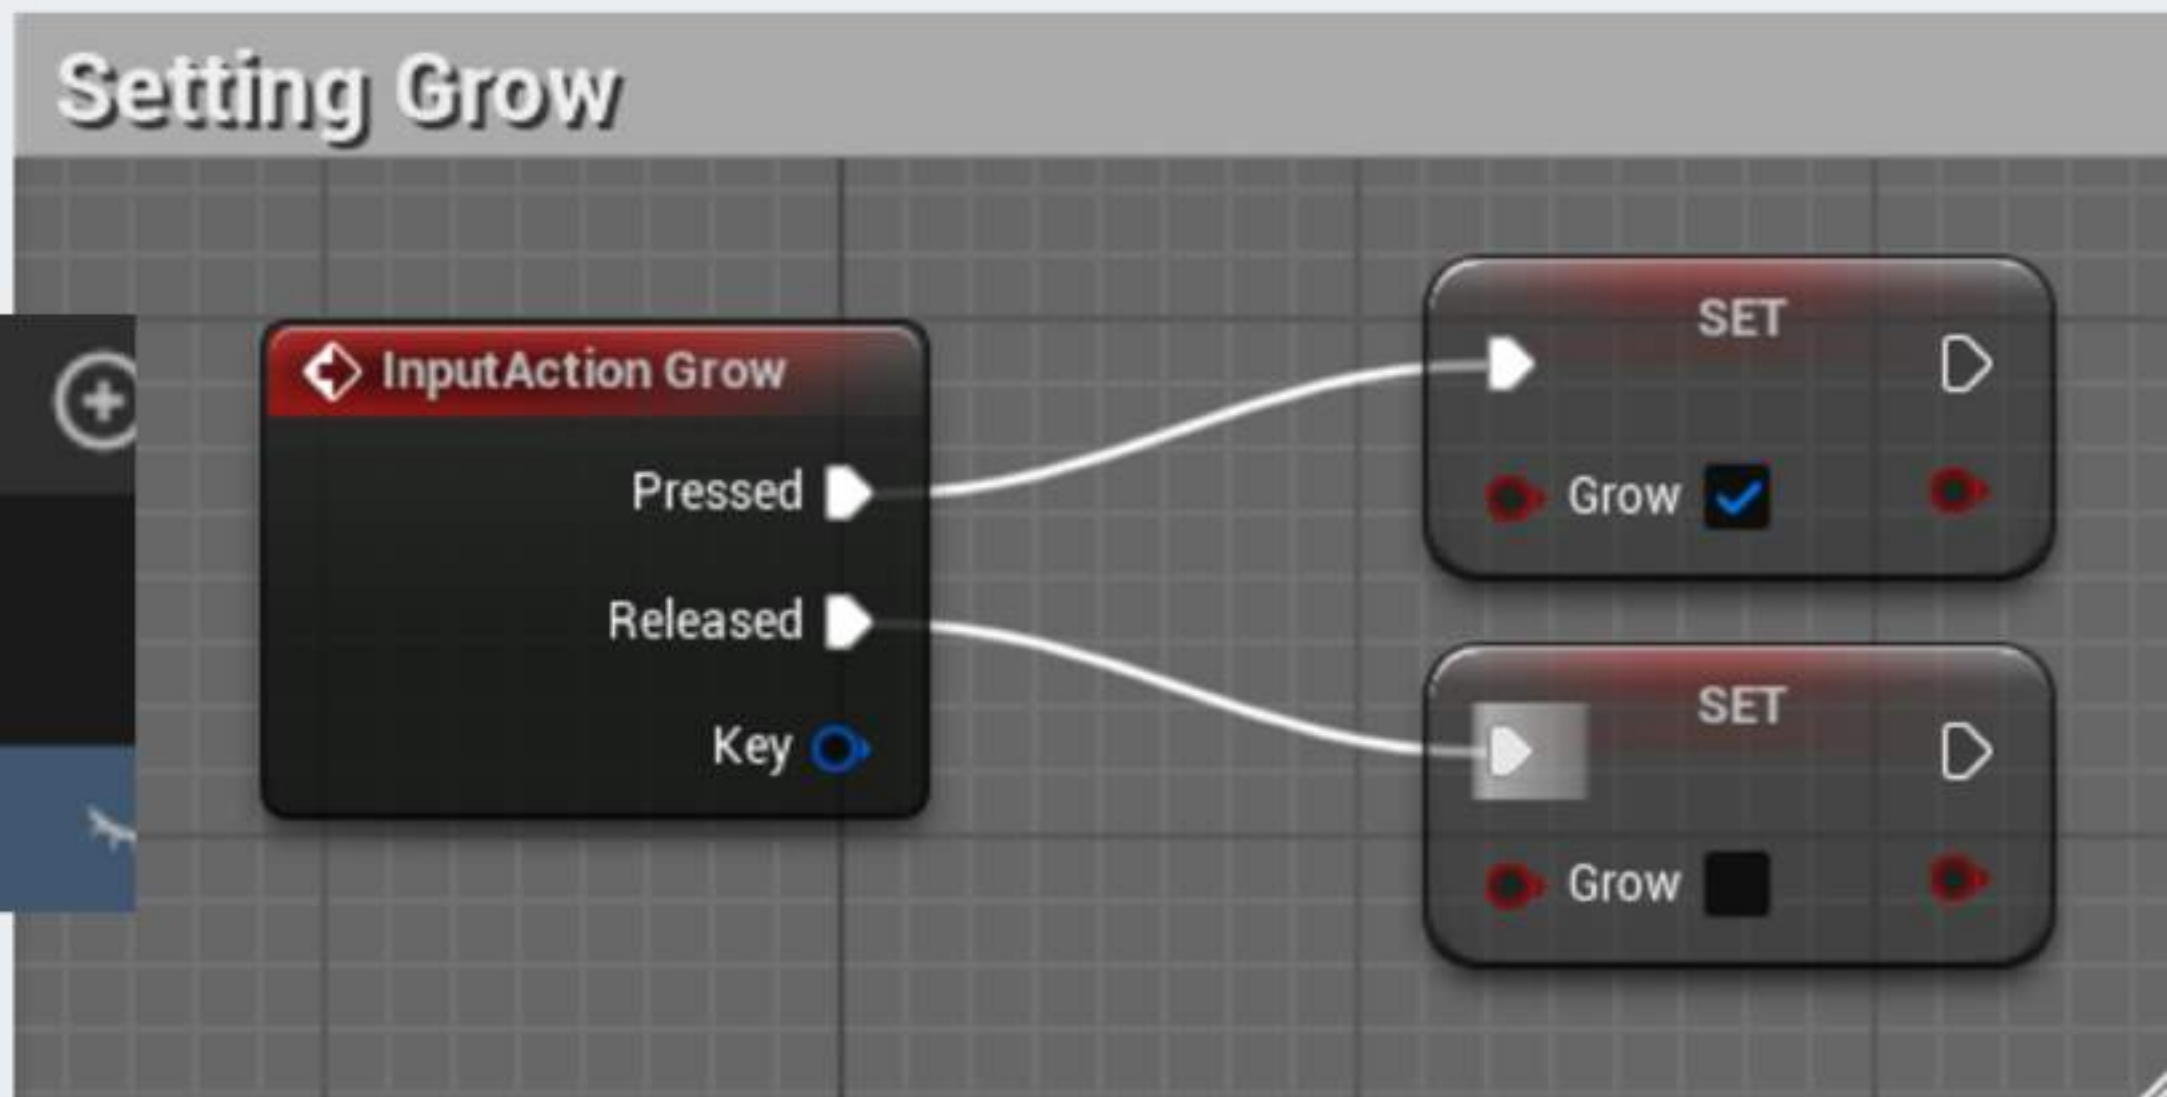 Setting Grow
InputAction Grow
Pressed
Released
Key
SET
Grow
SET
Grow